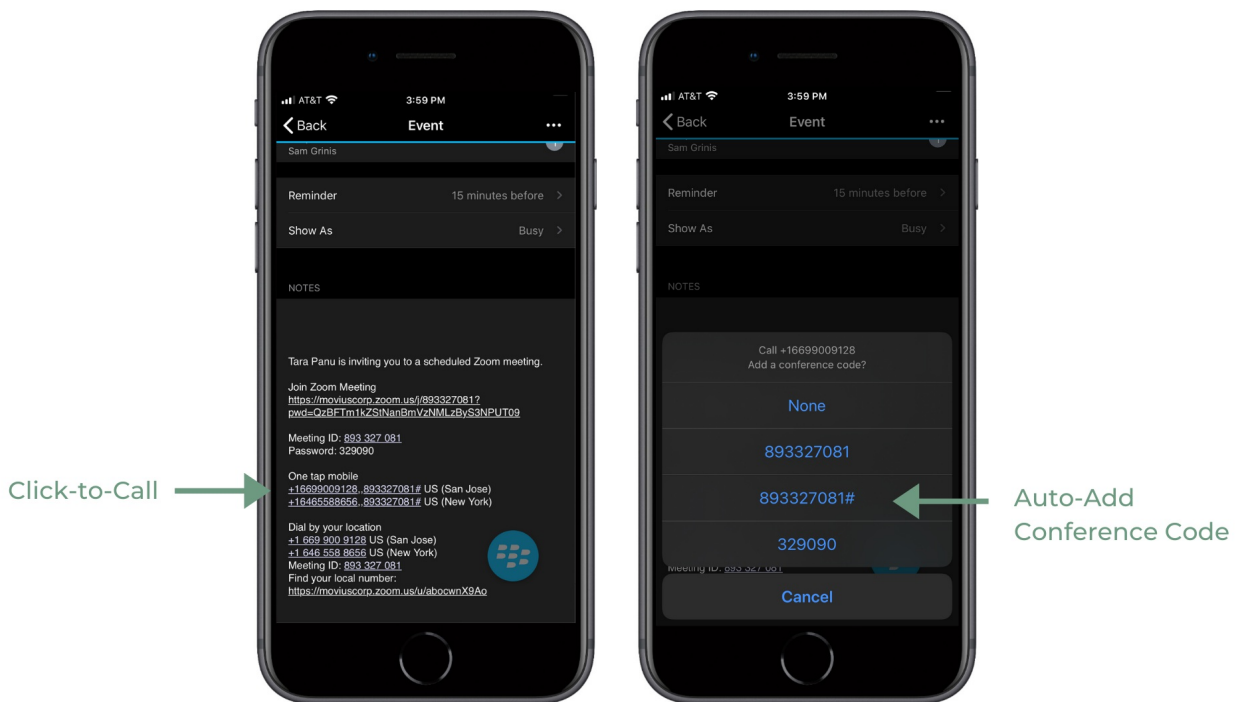 AT&T 3:59 PM
Back Event ...
Sam Grinis
Reminder 15 minutes before >
Show As Busy >
NOTES
Tara Panu is inviting you to a scheduled Zoom meeting.
Join Zoom Meeting
https://moviuscorp.zoom.us/j/893327081?
pwd=QzBFTm1kZStNanBmVzNMLzByS3NPUT09
Meeting ID: 893 327 081
Password: 329090
One tap mobile
+16699009128,,893327081# US (San Jose)
+16465588656,,893327081# US (New York)
Dial by your location
+1 669 900 9128 US (San Jose)
+1 646 558 8656 US (New York)
Meeting ID: 893 327 081
Find your local number:
https://moviuscorp.zoom.us/u/abocwnX9Ao
Click-to-Call
AT&T 3:59 PM
Back Event ...
Sam Grinis
Reminder 15 minutes before >
Show As Busy >
NOTES
Call +16699009128
Add a conference code?
None
893327081
893327081#
329090
Meeting ID: 893 327 081
Cancel
Auto-Add
Conference Code